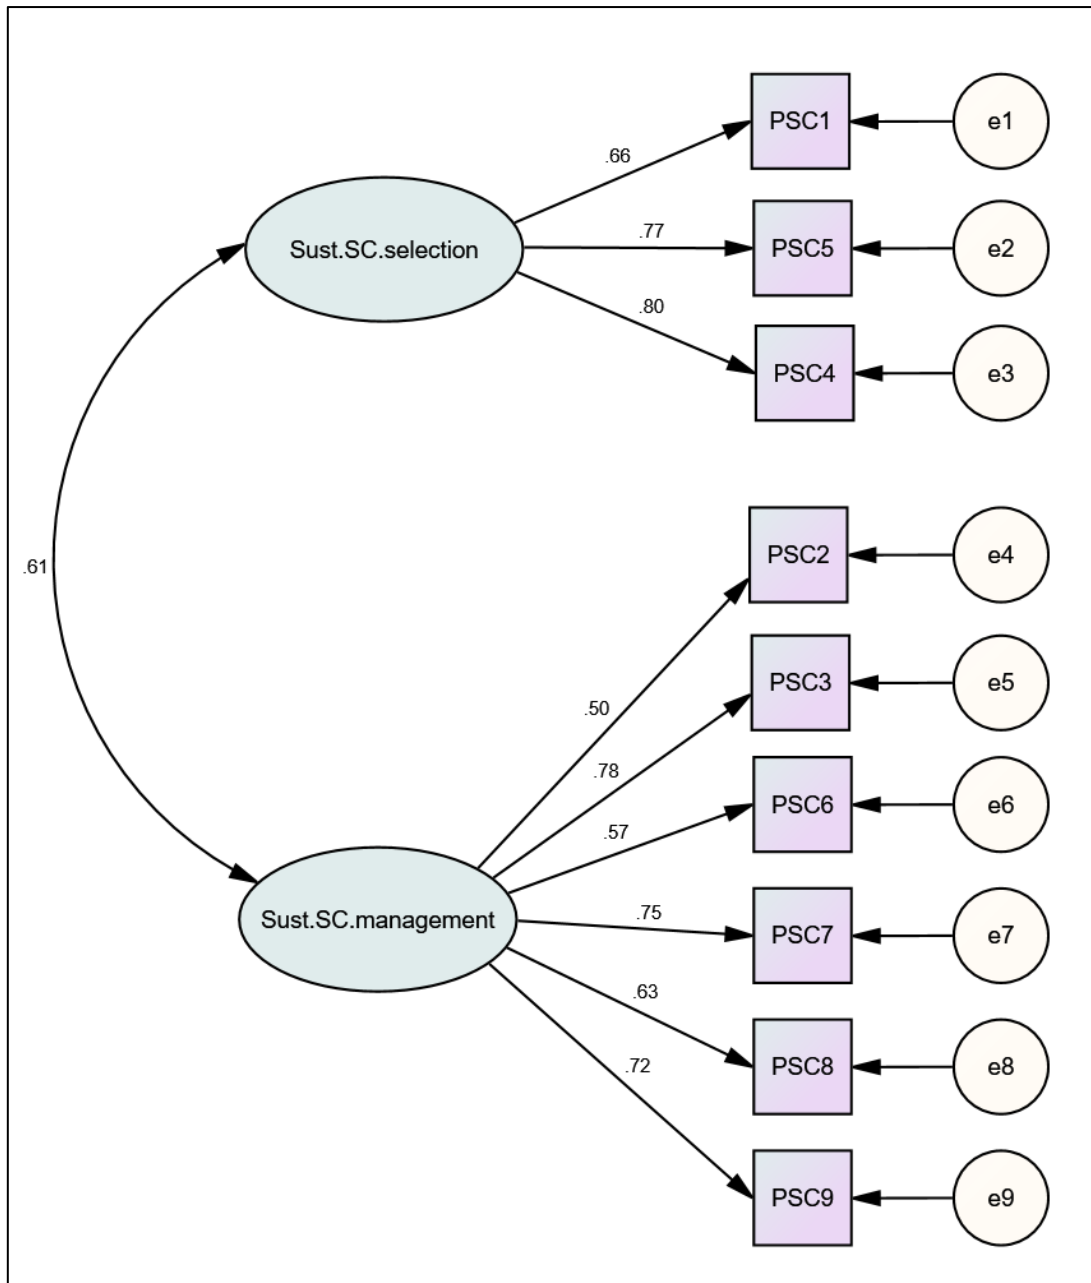 PSC1
e1
.66
Sust.SC.selection
.77
PSC5
e2
.80
PSC4
e3
.61
PSC2
e4
.50
PSC3
e5
.78
PSC6
e6
.57
Sust.SC.management
.75
PSC7
e7
.63
PSC8
e8
.72
PSC9
e9